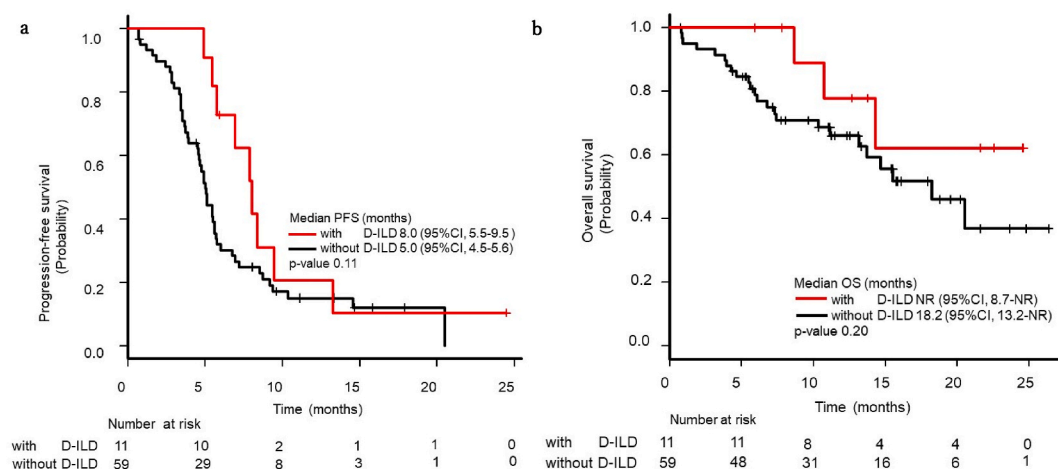 a
1.0
0.8
0.6
0.4
0.2
0.0
Progression-free survival
(Probability)
Median PFS (months)
with D-ILD 8.0 (95%CI, 5.5-9.5)
without D-ILD 5.0 (95%CI, 4.5-5.6)
p-value 0.11
0 5 10 15 20 25
Time (months)
Number at risk
with D-ILD 11 10 2 1 1 0
without D-ILD 59 29 8 3 1 0
b
1.0
0.8
0.6
0.4
0.2
0.0
Overall survival
(Probability)
Median OS (months)
with D-ILD NR (95%CI, 8.7-NR)
without D-ILD 18.2 (95%CI, 13.2-NR)
p-value 0.20
0 5 10 15 20 25
Time (months)
Number at risk
with D-ILD 11 11 8 4 4 0
without D-ILD 59 48 31 16 6 1